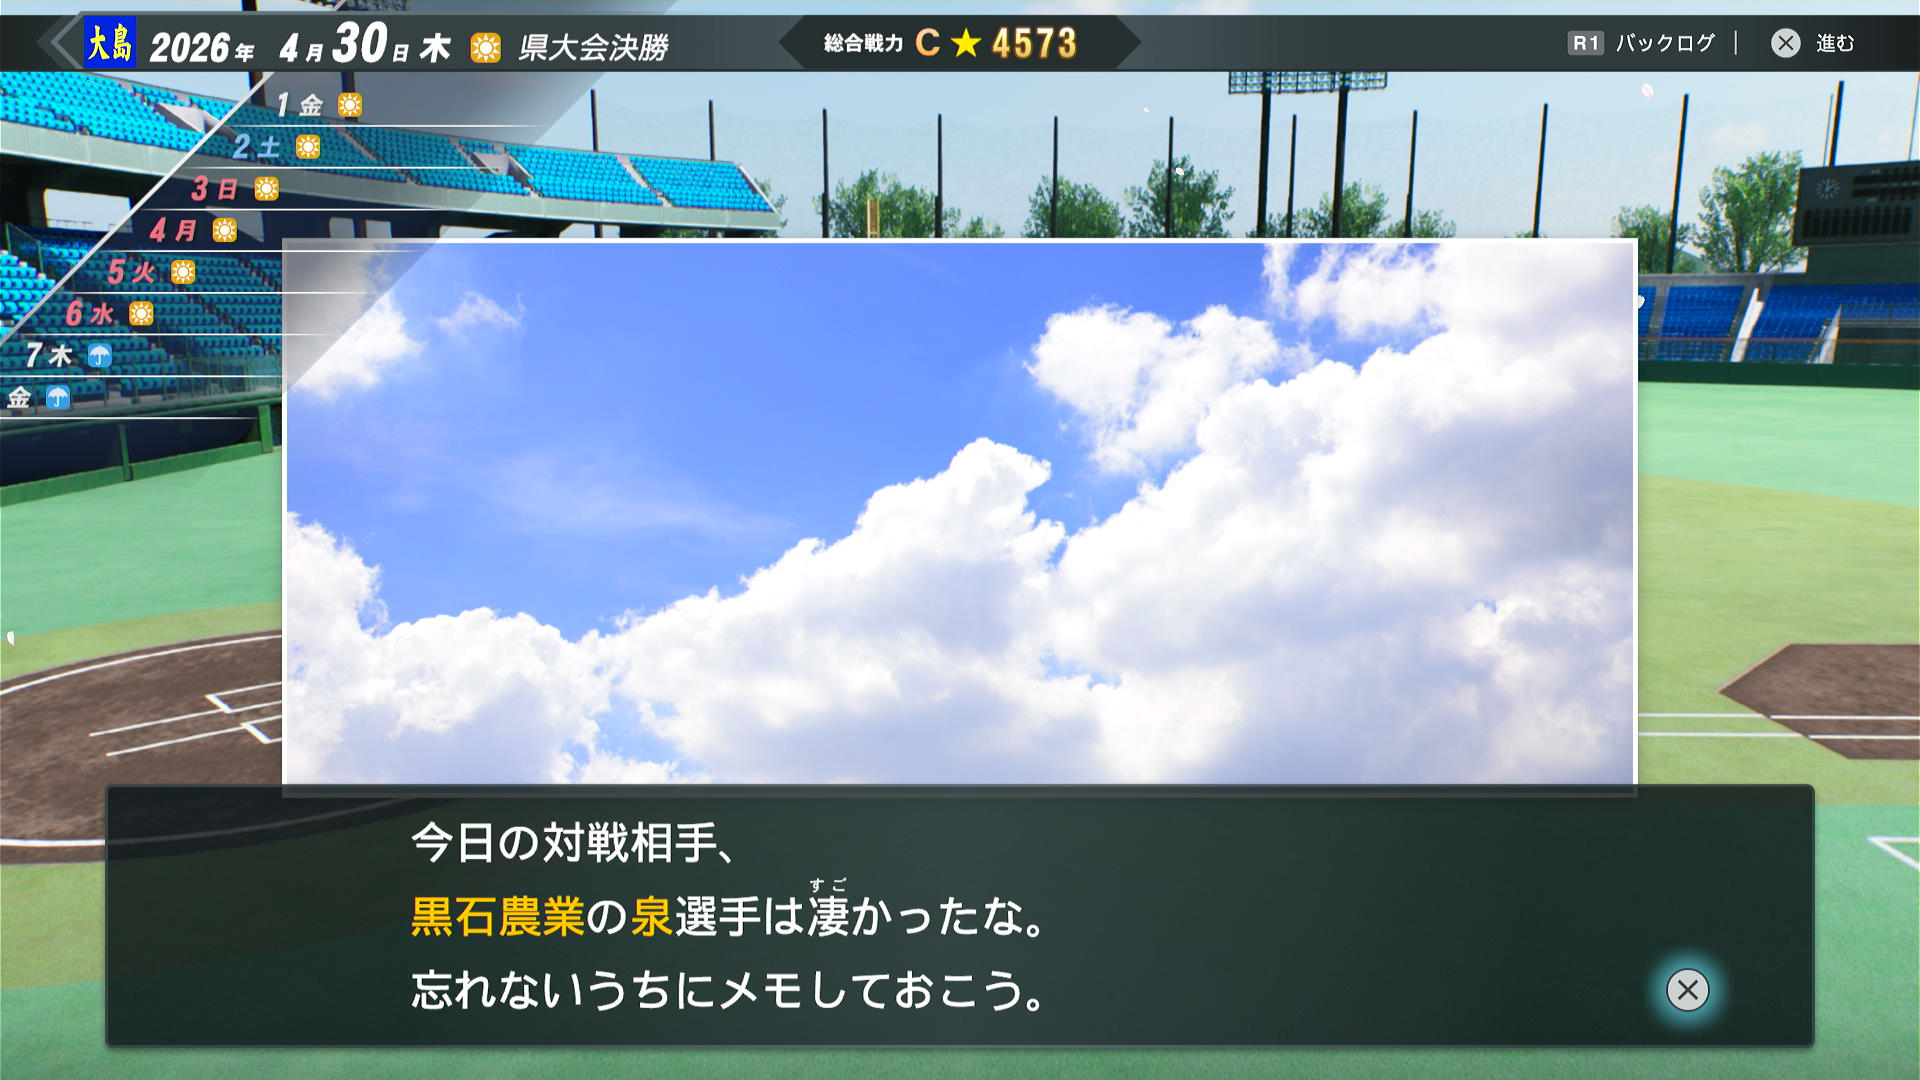 大島 2026年 4月30日 木 県大会決勝
総合戦力 C ★ 4573
R1 バックログ | × 進む
1 金
2 土
3 日
4 月
5 火
6 水
7 木
金
今日の対戦相手、
すご
黒石農業の泉選手は凄かったな。
忘れないうちにメモしておこう。